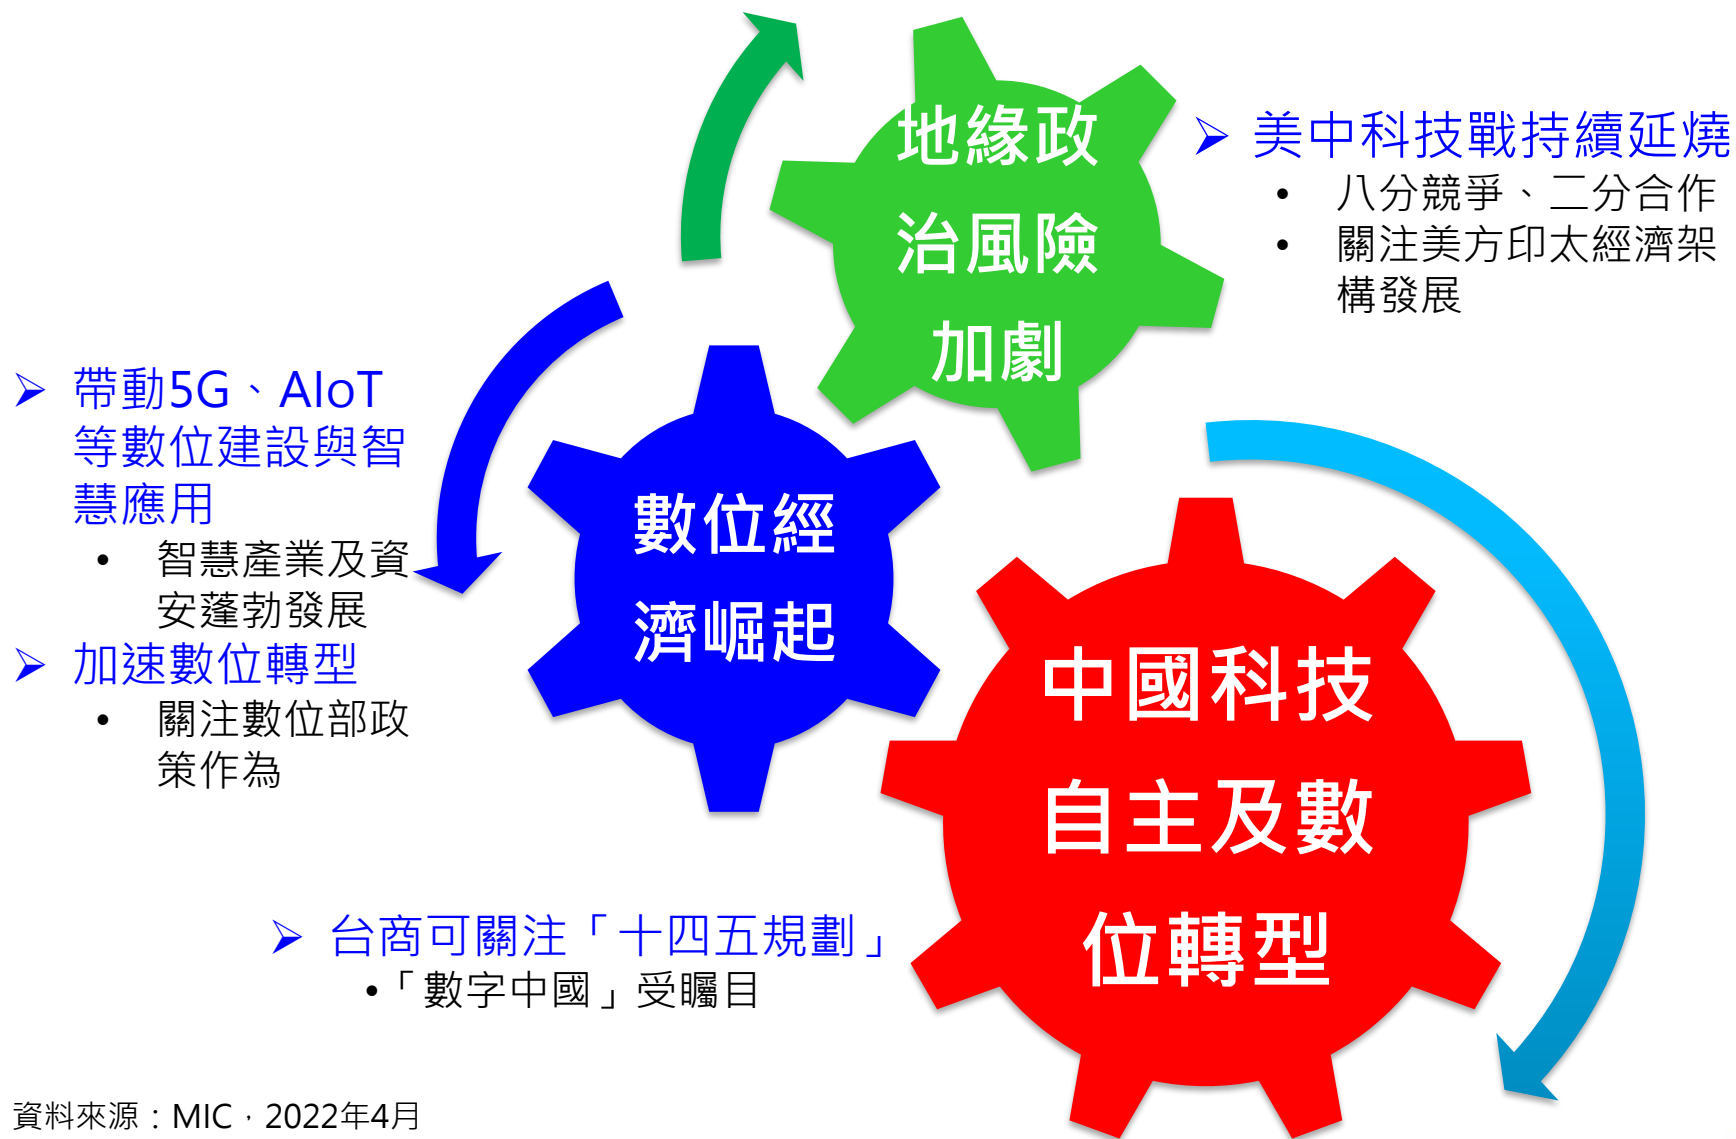 地緣政
治風險
加劇
美中科技戰持續延燒
• 八分競爭、二分合作
• 關注美方印太經濟架
構發展
帶動5G、AIoT
等數位建設與智
慧應用
• 智慧產業及資
安蓬勃發展
加速數位轉型
• 關注數位部政
策作為
數位經
濟崛起
中國科技
自主及數
位轉型
台商可關注「十四五規劃」
•「數字中國」受矚目
資料來源：MIC，2022年4月